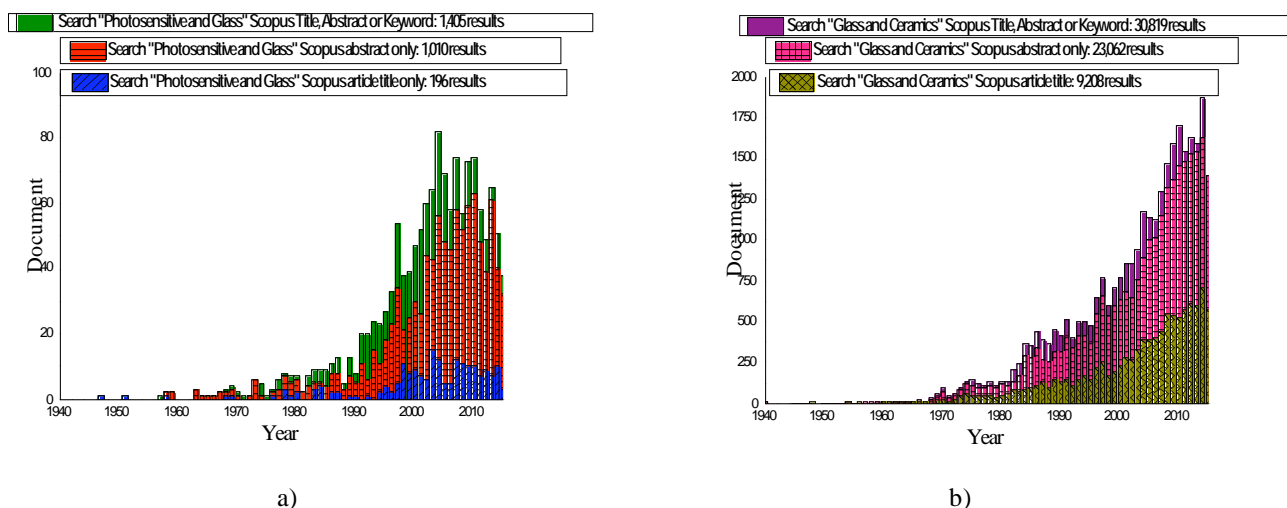 Search "Photosensitive and Glass" Scopus Title, Abstract or Keyword: 1,405 results
Search "Photosensitive and Glass" Scopus abstract only: 1,010 results
Search "Photosensitive and Glass" Scopus article title only: 196 results
100
80
60
40
20
0
Document
1940 1950 1960 1970 1980 1990 2000 2010
Year
a)
Search "Glass and Ceramics" Scopus Title, Abstract or Keyword: 30,819 results
Search "Glass and Ceramics" Scopus abstract only: 23,062 results
Search "Glass and Ceramics" Scopus article title: 9,208 results
2000
1750
1500
1250
1000
750
500
250
0
Document
1940 1950 1960 1970 1980 1990 2000 2010
Year
b)